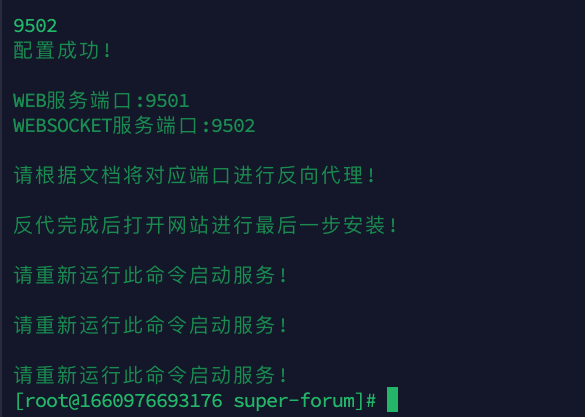 9502
配置成功!
WEB服务端口:9501
WEBSOCKET服务端口:9502
请根据文档将对应端口进行反向代理!
反代完成后打开网站进行最后一步安装!
请重新运行此命令启动服务!
请重新运行此命令启动服务!
请重新运行此命令启动服务!
[root@1660976693176 super-forum]#